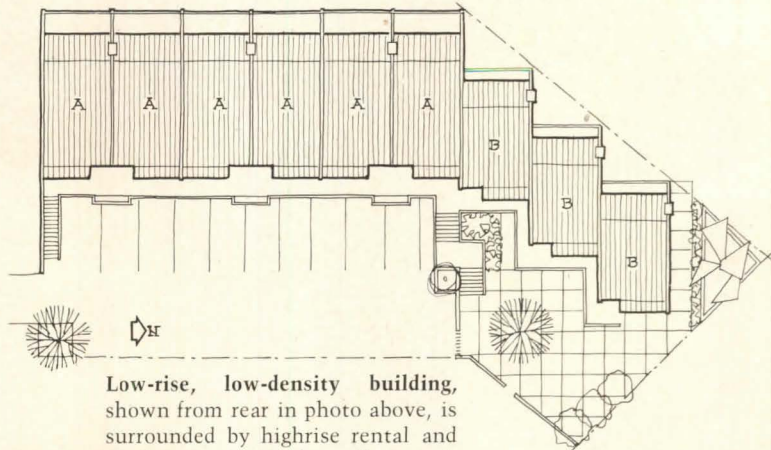 A A A A A A
B
B
B
N
Low-rise, low-density building,
shown from rear in photo above, is
surrounded by highrise rental and